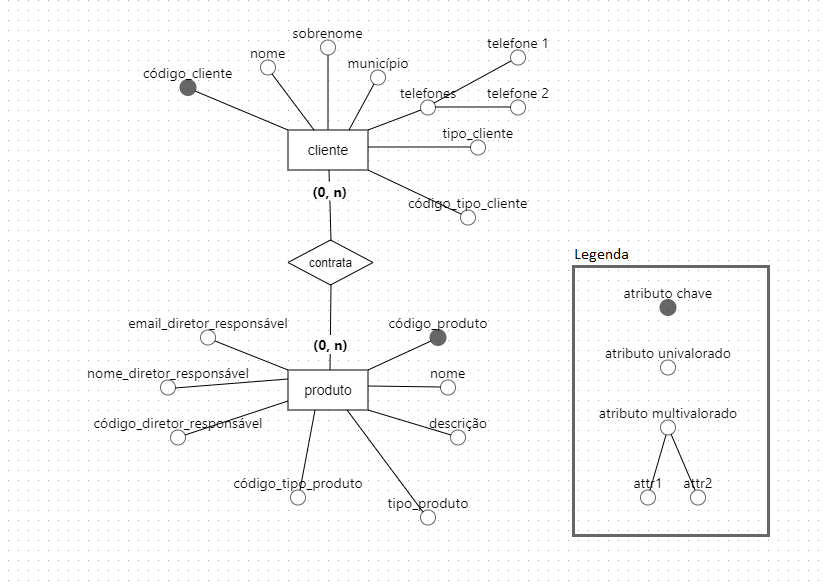 sobrenome
nome
telefone 1
código_cliente
município
telefones
telefone 2
tipo_cliente
cliente
(0, n)
código_tipo_cliente
contrata
(0, n)
email_diretor_responsável
código_produto
nome_diretor_responsável
nome
produto
código_diretor_responsável
descrição
código_tipo_produto
tipo_produto
Legenda
atributo chave
atributo univalorado
atributo multivalorado
attr1
attr2